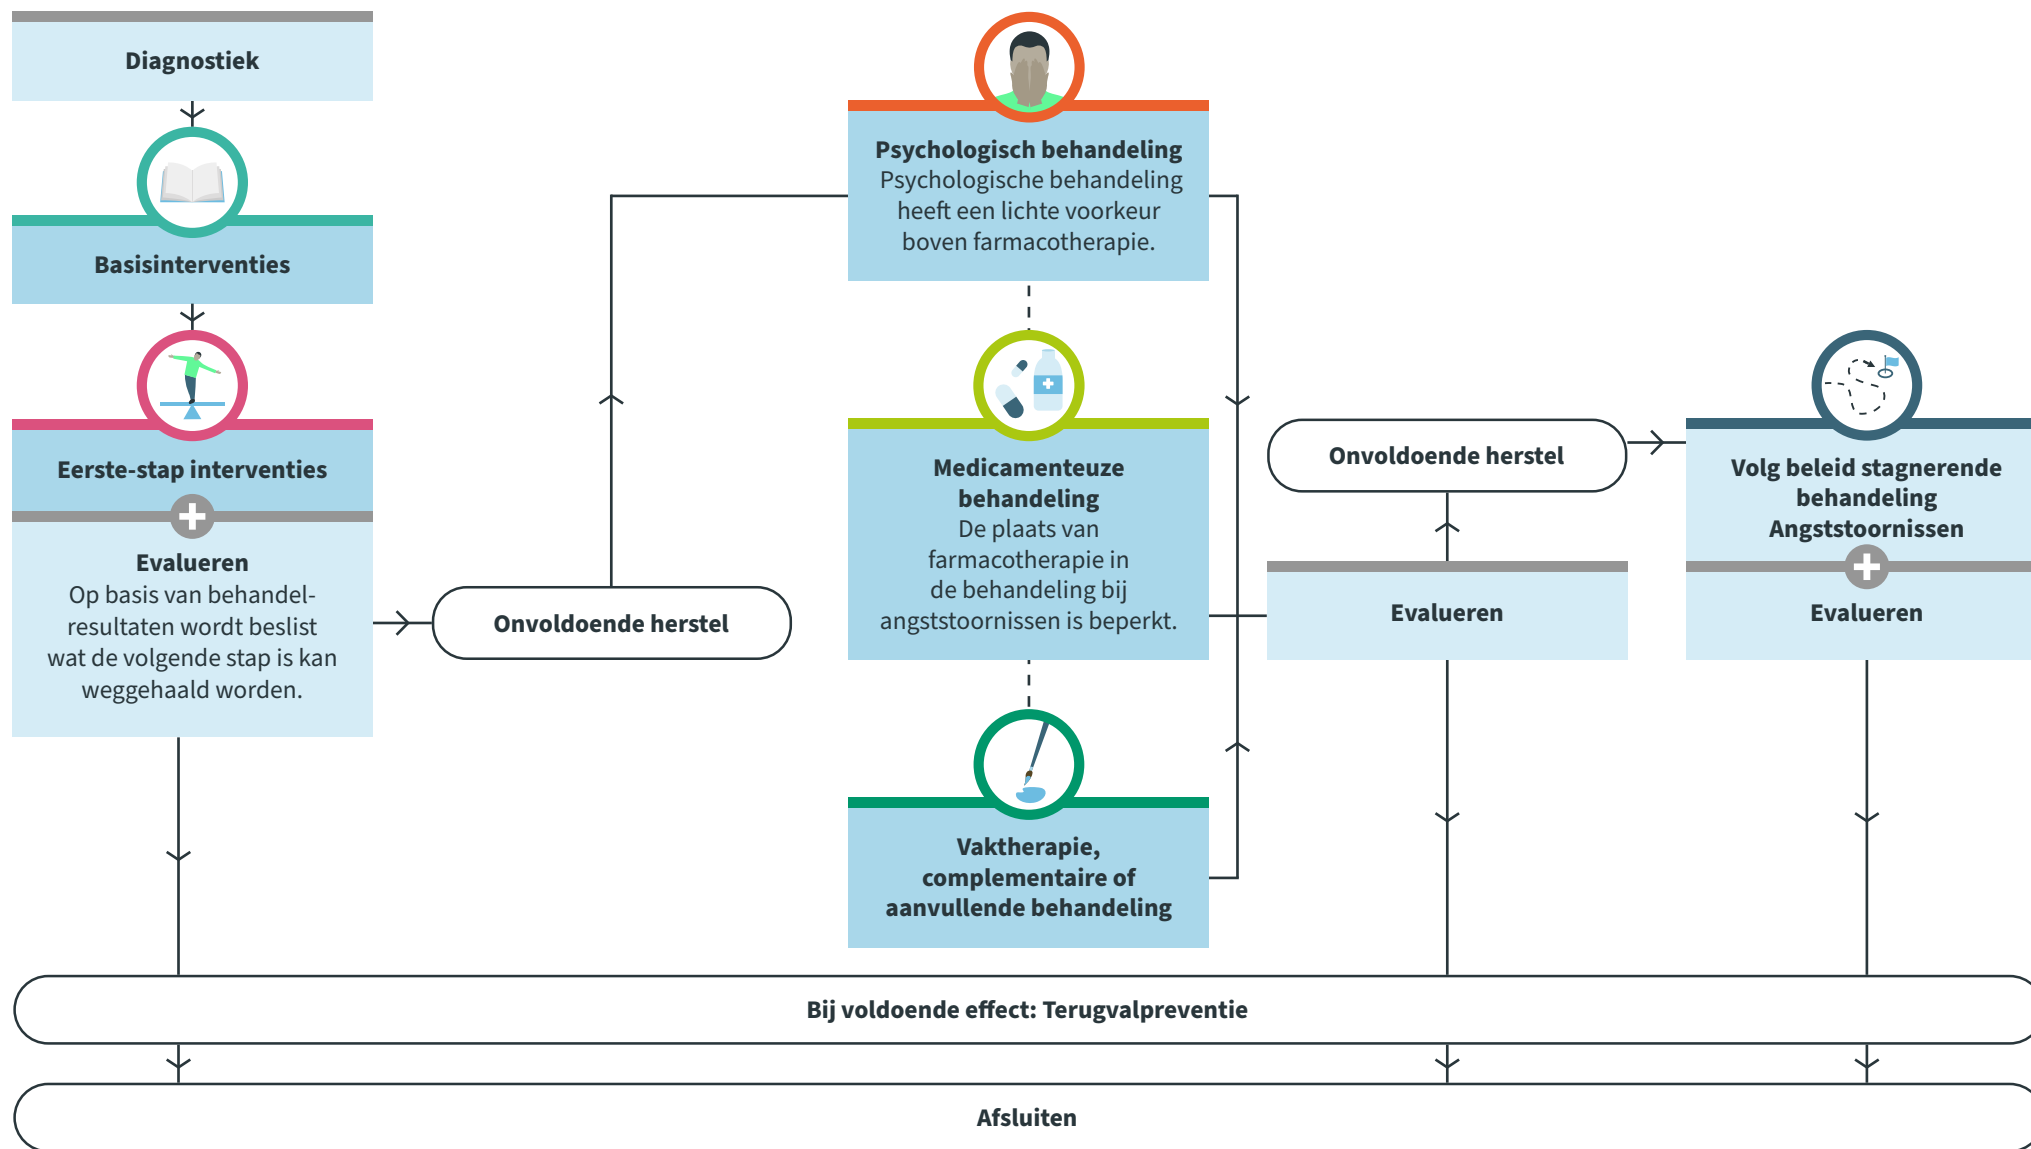 Diagnostiek
Basisinterventies
Eerste-stap interventies
Evalueren
Op basis van behandel-
resultaten wordt beslist
wat de volgende stap is kan
weggehaald worden.
Onvoldoende herstel
Psychologisch behandeling
Psychologische behandeling
heeft een lichte voorkeur
boven farmacotherapie.
Medicamenteuze
behandeling
De plaats van
farmacotherapie in
de behandeling bij
angststoornissen is beperkt.
Vaktherapie,
complementaire of
aanvullende behandeling
Onvoldoende herstel
Evalueren
Volg beleid stagnerende
behandeling
Angststoornissen
Evalueren
Bij voldoende effect: Terugvalpreventie
Afsluiten